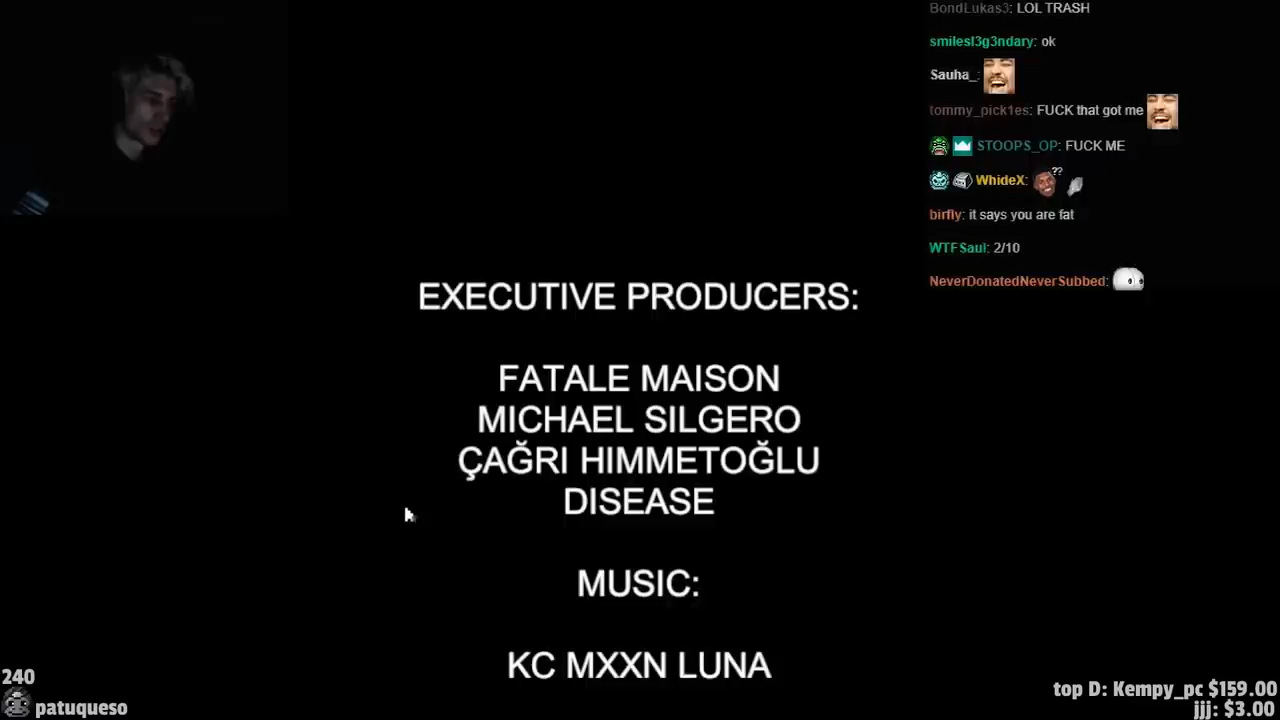 BondLukas3: LOL TRASH
smilesl3g3ndary: ok
Sauha_:
tommy_pick1es: FUCK that got me
STOOPS_OP: FUCK ME
WhideX: ??
birfly: it says you are fat
WTFSaul: 2/10
NeverDonatedNeverSubbed:
EXECUTIVE PRODUCERS:
FATALE MAISON
MICHAEL SILGERO
ÇAĞRI HIMMETOĞLU
DISEASE
MUSIC:
KC MXXN LUNA
240
patuqueso
top D: Kempy_pc $159.00
jjj: $3.00